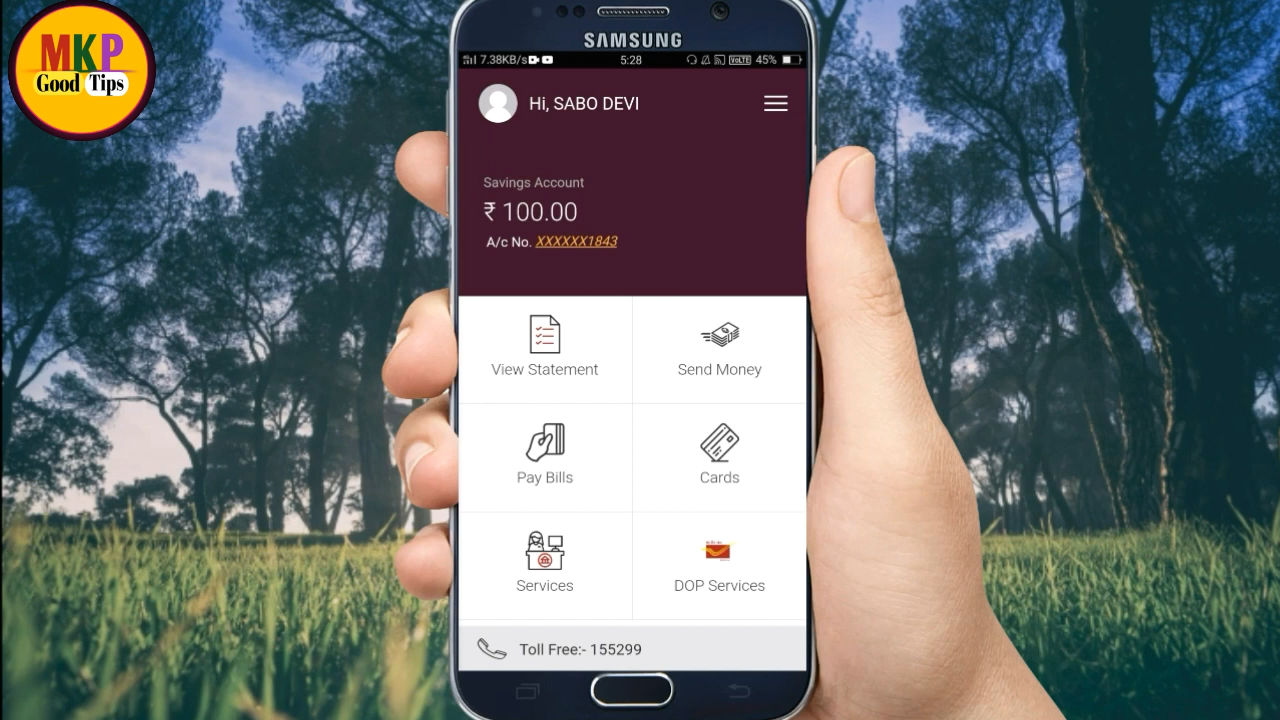 MKP
Good Tips
SAMSUNG
7.38KB/s 5:28 VoLTE 45%
Hi, SABO DEVI
Savings Account
₹ 100.00
A/c No. XXXXXX1843
View Statement
Send Money
Pay Bills
Cards
Services
DOP Services
Toll Free:- 155299